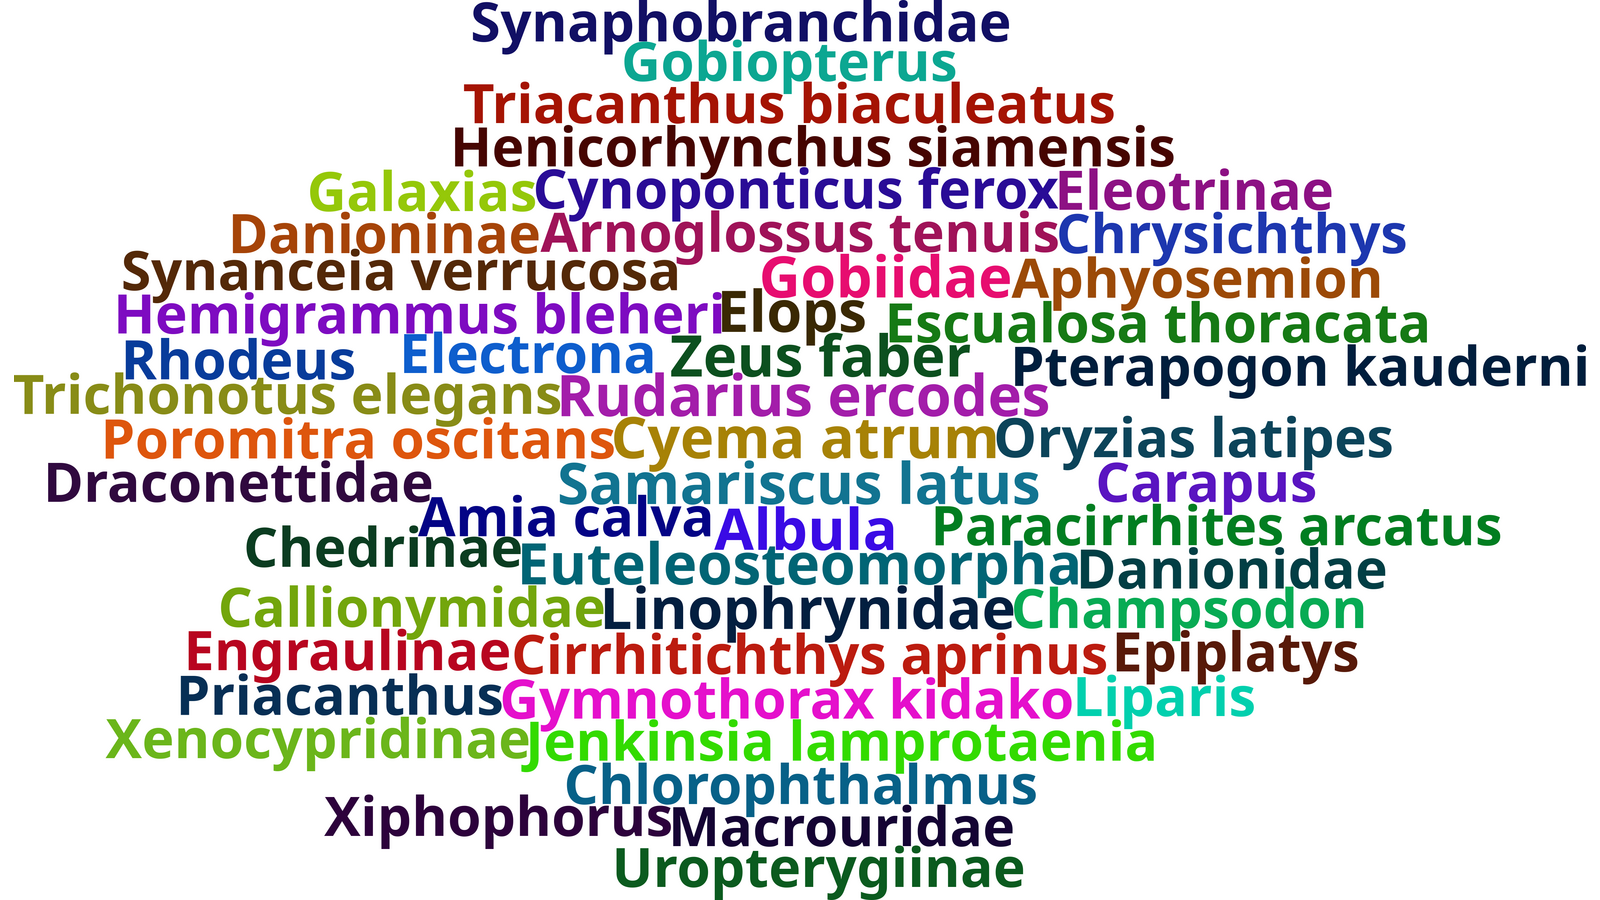 Synaphobranchidae
Gobiopterus
Triacanthus biaculeatus
Henicorhynchus siamensis
Galaxias Cynoponticus ferox Eleotrinae
Danioninae Arnoglossus tenuis Chrysichthys
Synanceia verrucosa Gobiidae Aphyosemion
Hemigrammus bleheri Elops Escualosa thoracata
Rhodeus Electrona Zeus faber Pterapogon kauderni
Trichonotus elegans Rudarius ercodes
Poromitra oscitans Cyema atrum Oryzias latipes
Draconettidae Samariscus latus Carapus
Amia calva Albula Paracirrhites arcatus
Chedrinae Euteleosteomorpha Danionidae
Callionymidae Linophrynidae Champsodon
Engraulinae Cirrhitichthys aprinus Epiplatys
Priacanthus Gymnothorax kidako Liparis
Xenocypridinae Jenkinsia lamprotaenia
Chlorophthalmus
Xiphophorus Macrouridae
Uropterygiinae